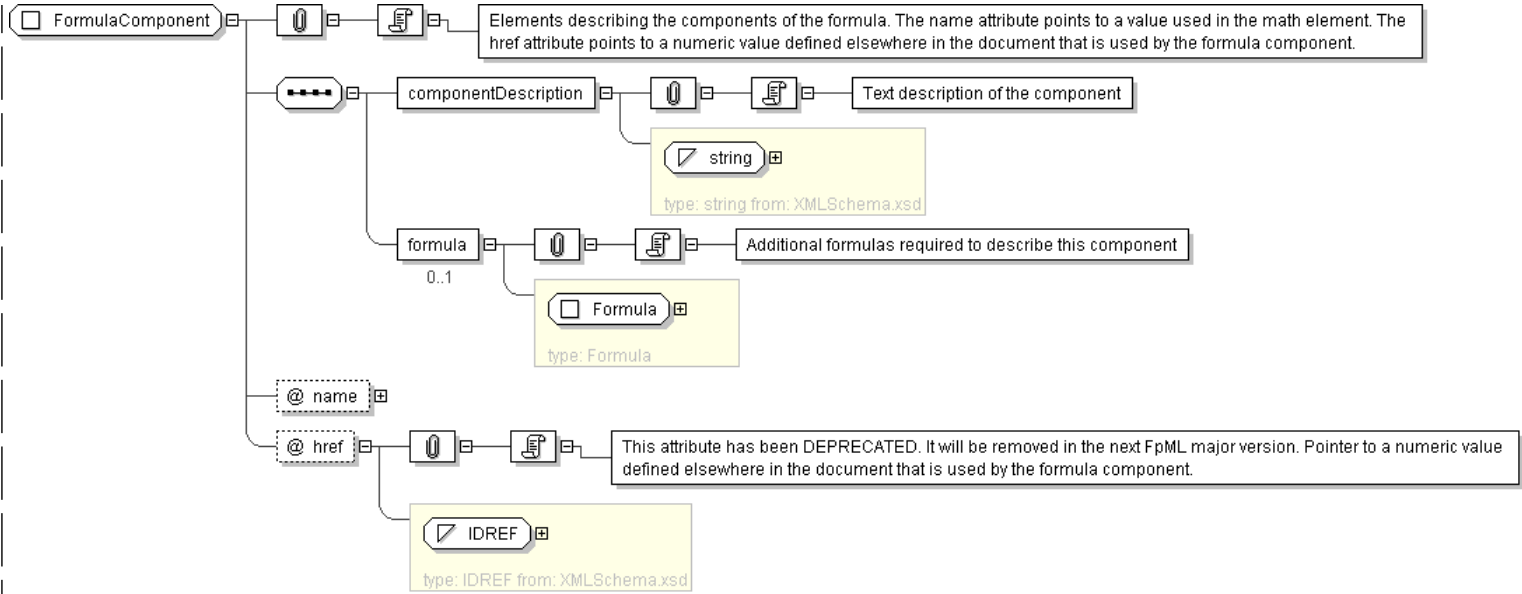 FormulaComponent
Elements describing the components of the formula. The name attribute points to a value used in the math element. The
href attribute points to a numeric value defined elsewhere in the document that is used by the formula component.
componentDescription
Text description of the component
string
type: string from: XMLSchema.xsd
formula
Additional formulas required to describe this component
0..1
Formula
type: Formula
@ name
@ href
This attribute has been DEPRECATED. It will be removed in the next FpML major version. Pointer to a numeric value
defined elsewhere in the document that is used by the formula component.
IDREF
type: IDREF from: XMLSchema.xsd